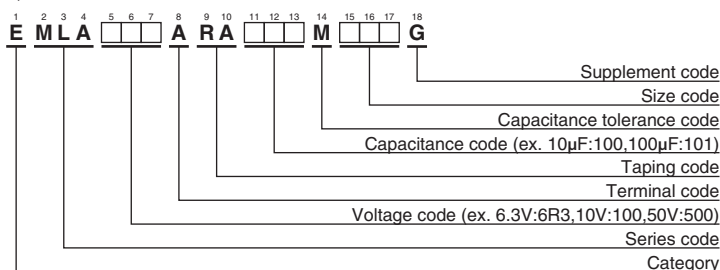 1 2 3 4 5 6 7 8 9 10 11 12 13 14 15 16 17 18
E MLA □□□ A RA □□□ M □□□ G
Supplement code
Size code
Capacitance tolerance code
Capacitance code (ex. 10μF:100,100μF:101)
Taping code
Terminal code
Voltage code (ex. 6.3V:6R3,10V:100,50V:500)
Series code
Category